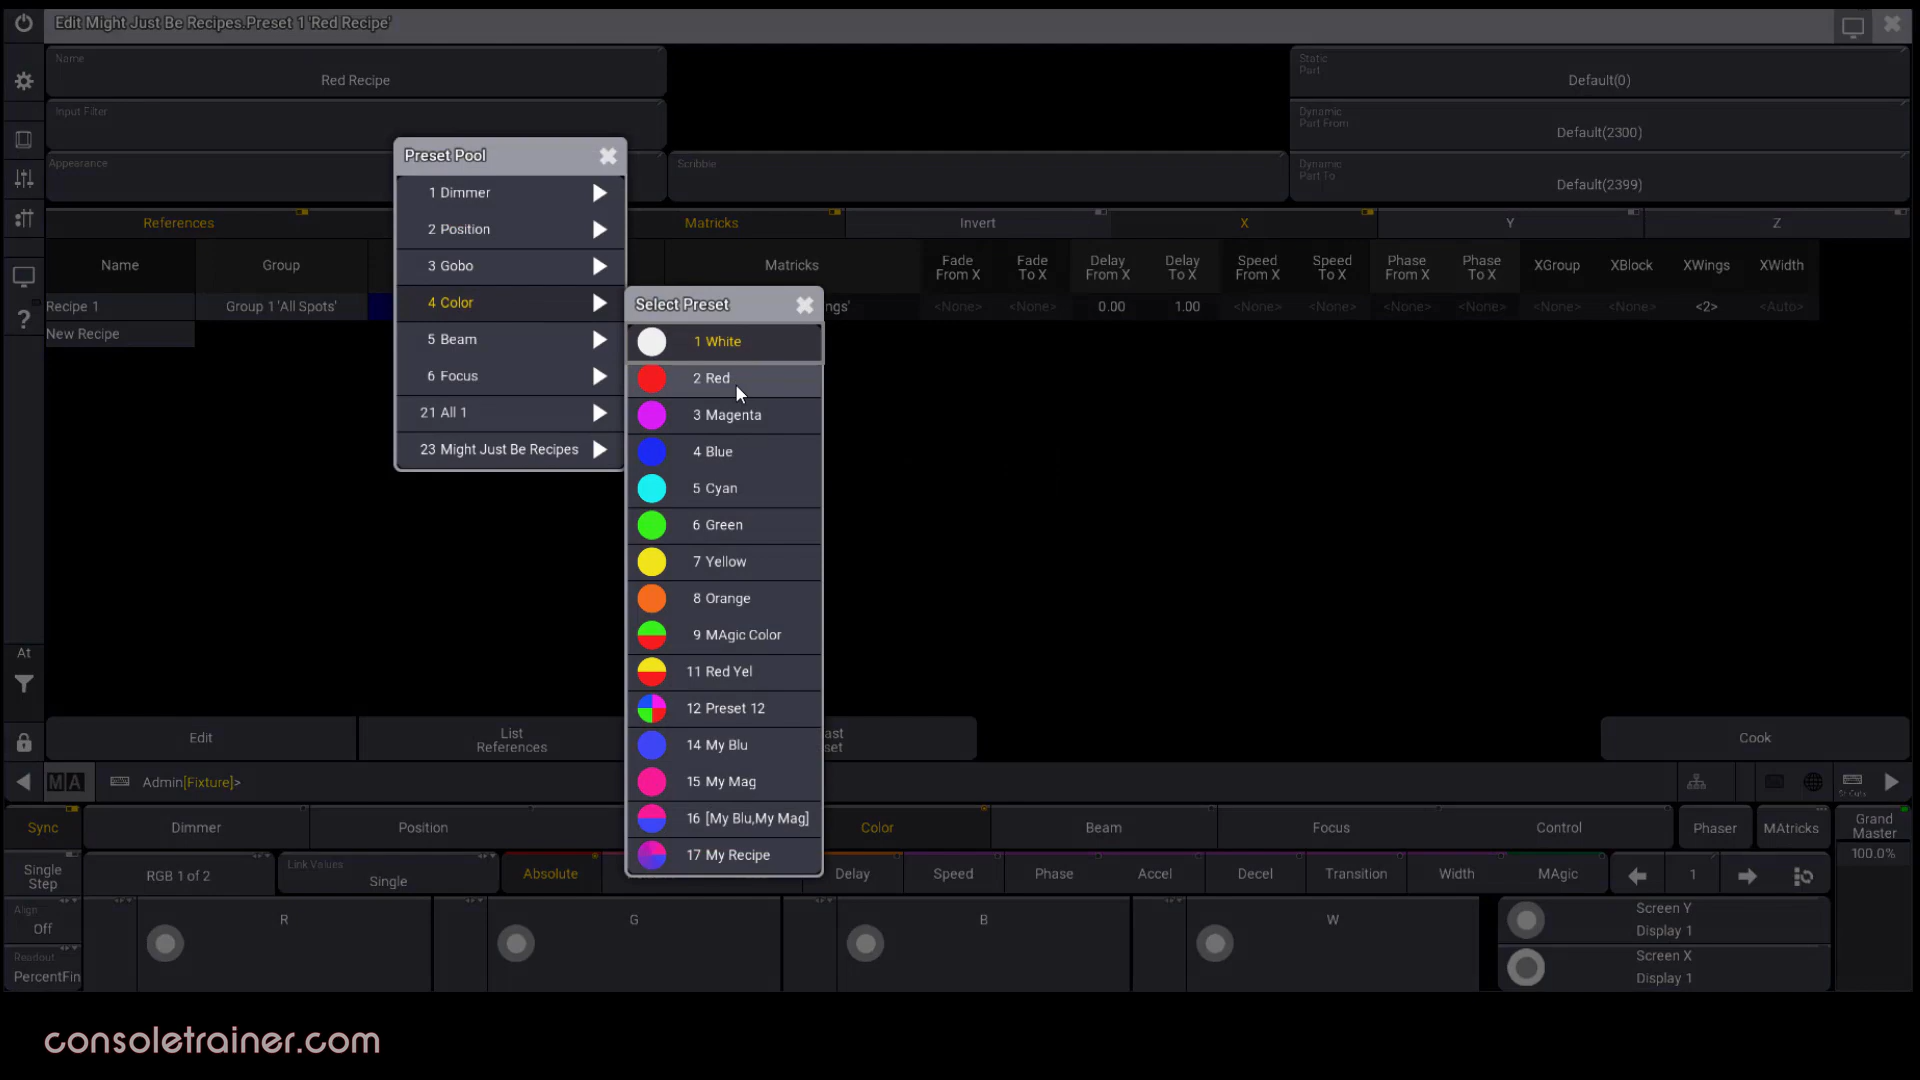 Edit Might Just Be Recipes.Preset 1 'Red Recipe'
Name
Red Recipe
Input Filter
Appearance
Scribble
Static Part
Default(0)
Dynamic Part From
Default(2300)
Dynamic Part To
Default(2399)
References
Matricks
Invert
X
Y
Z
Name
Group
Matricks
Fade From X
Fade To X
Delay From X
Delay To X
Speed From X
Speed To X
Phase From X
Phase To X
XGroup
XBlock
XWings
XWidth
Recipe 1
Group 1 'All Spots'
ngs'
<None>
<None>
0.00
1.00
<None>
<None>
<None>
<None>
<None>
<None>
<2>
<Auto>
New Recipe
Preset Pool
1 Dimmer
2 Position
3 Gobo
4 Color
5 Beam
6 Focus
21 All 1
23 Might Just Be Recipes
Select Preset
1 White
2 Red
3 Magenta
4 Blue
5 Cyan
6 Green
7 Yellow
8 Orange
9 MAgic Color
11 Red Yel
12 Preset 12
14 My Blu
15 My Mag
16 [My Blu,My Mag]
17 My Recipe
At
Edit
List References
ast
set
Cook
MA
Admin[Fixture]>
Sync
Dimmer
Position
Color
Beam
Focus
Control
Phaser
MAtricks
Grand Master
100.0%
Single Step
RGB 1 of 2
Link Values
Single
Absolute
Delay
Speed
Phase
Accel
Decel
Transition
Width
MAgic
1
Align
Off
Readout
PercentFin
R
G
B
W
Screen Y
Display 1
Screen X
Display 1
consoletrainer.com